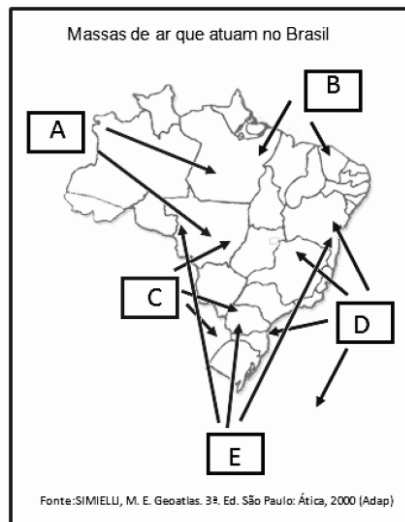 Massas de ar que atuam no Brasil
B
A
C
D
E
Fonte:SIMIELLI, M. E. Geoatlas. 3ª. Ed. São Paulo: Ática, 2000 (Adap)